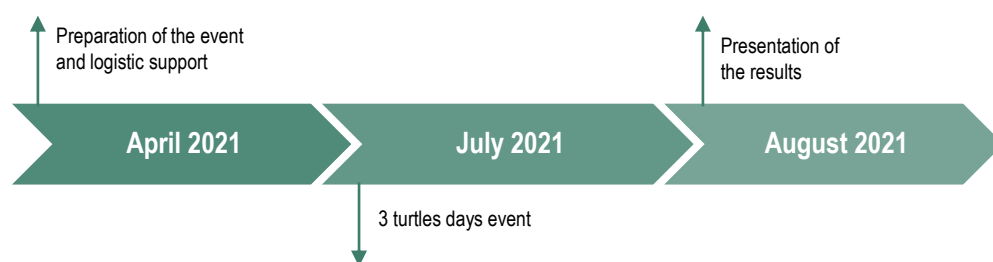 Preparation of the event
and logistic support
Presentation of
the results
April 2021
July 2021
August 2021
3 turtles days event